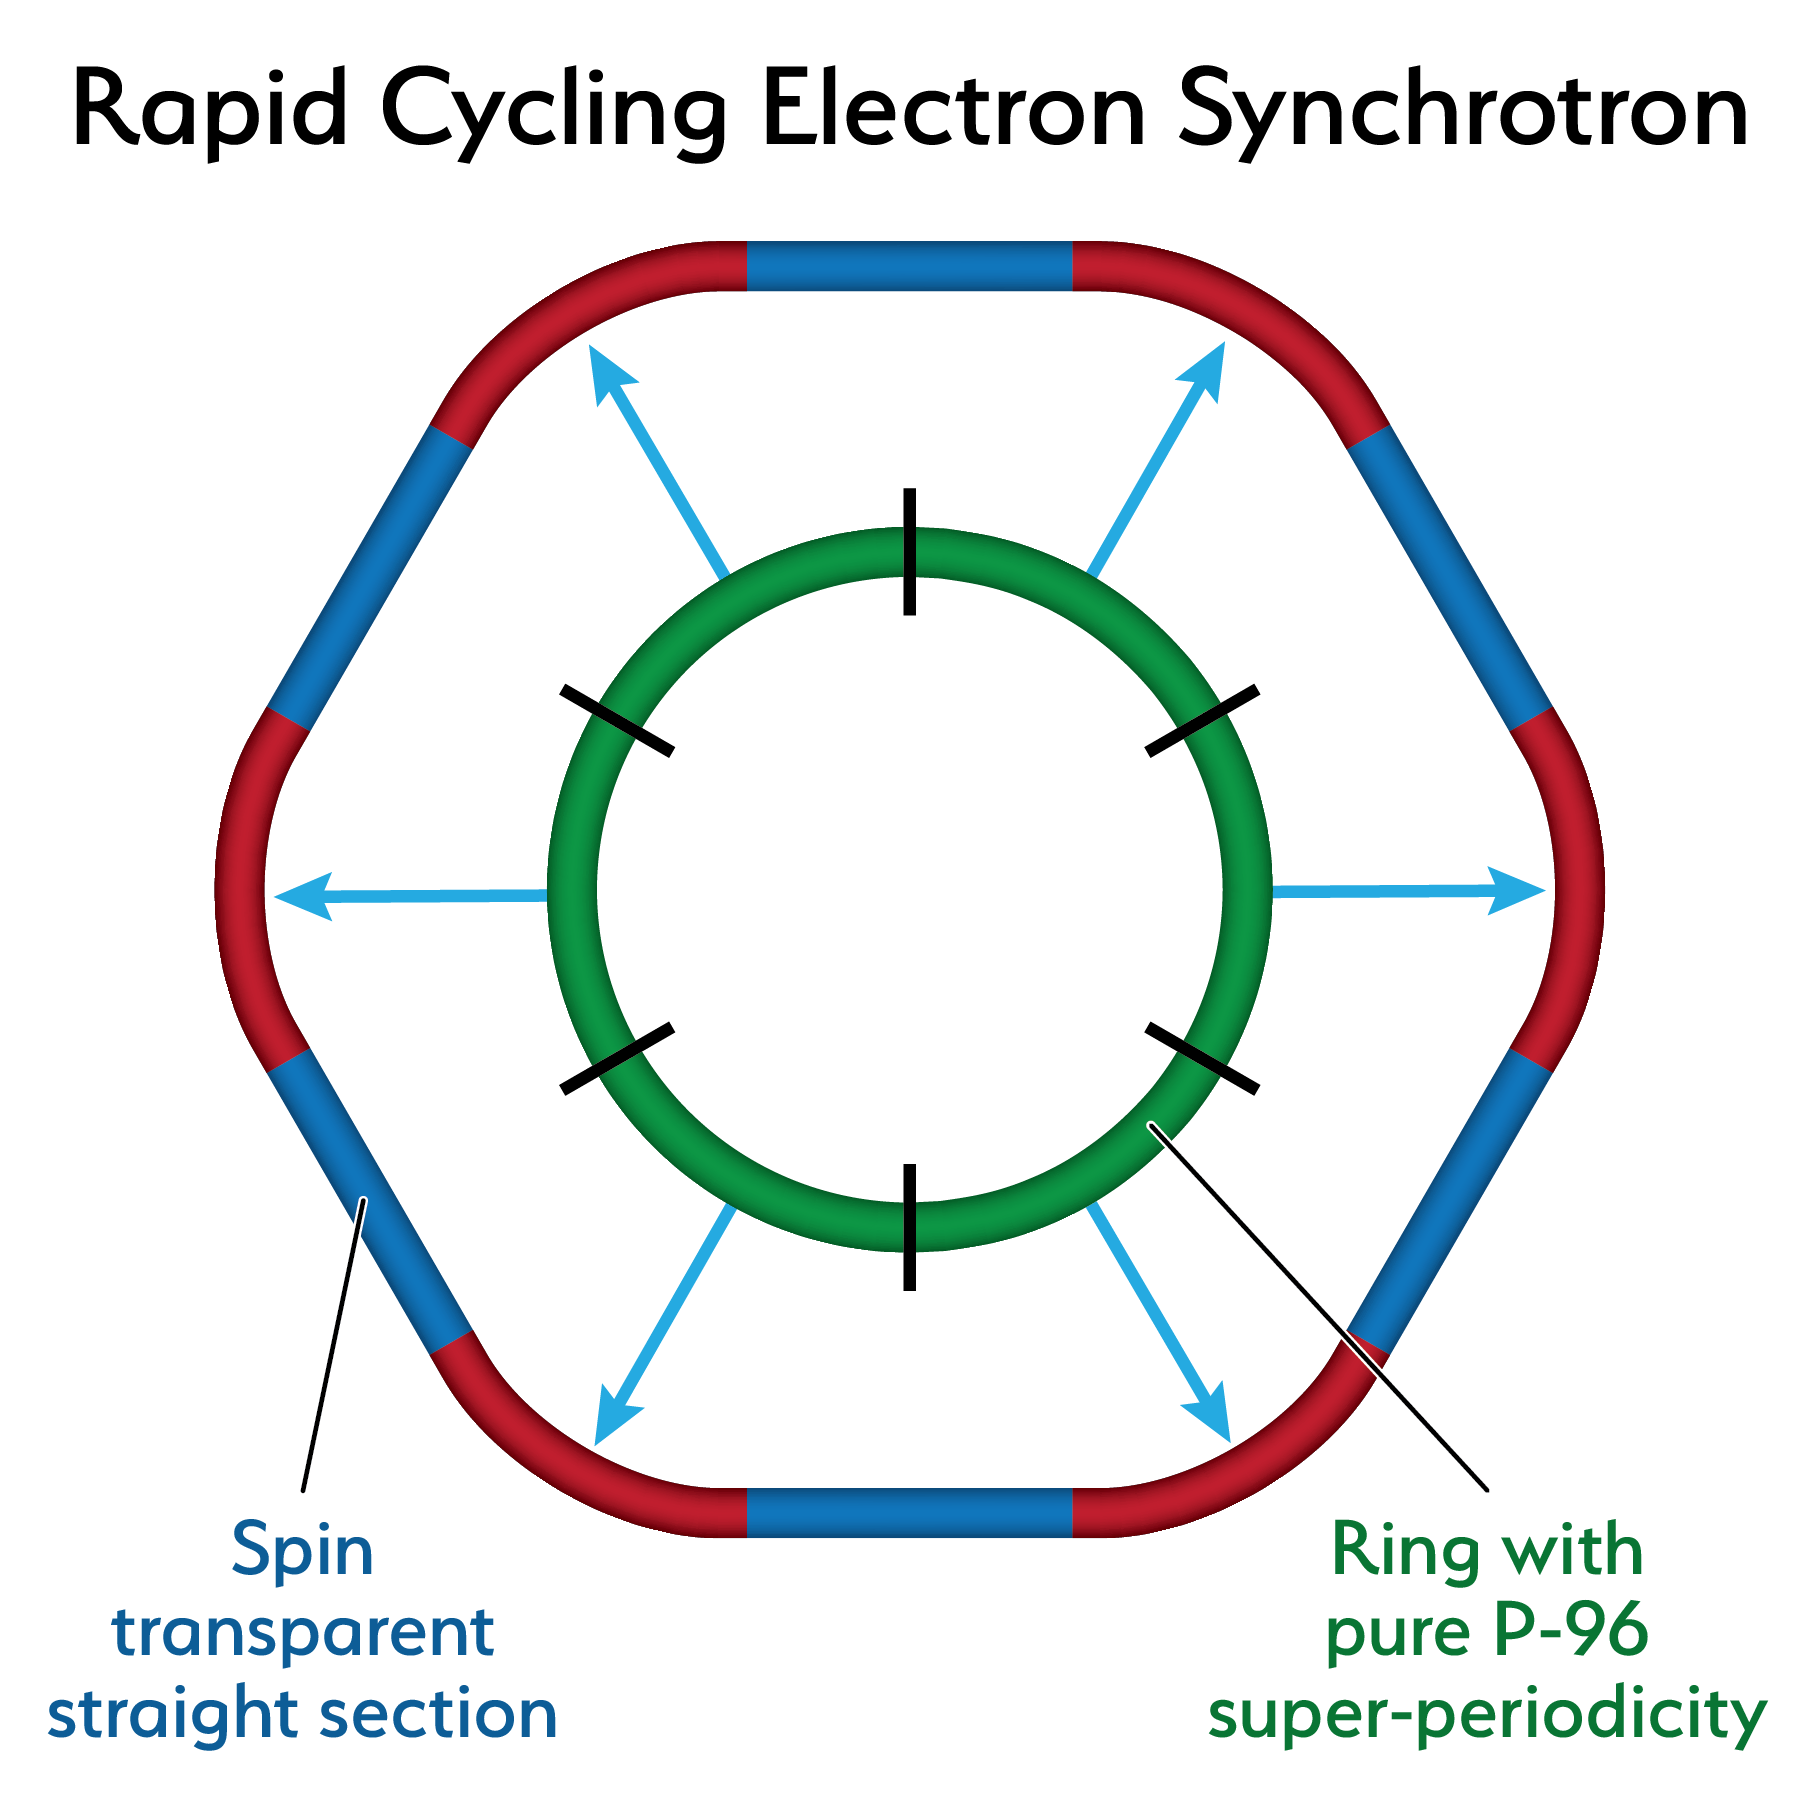 Rapid Cycling Electron Synchrotron
Spin
transparent
straight section
Ring with
pure P-96
super-periodicity